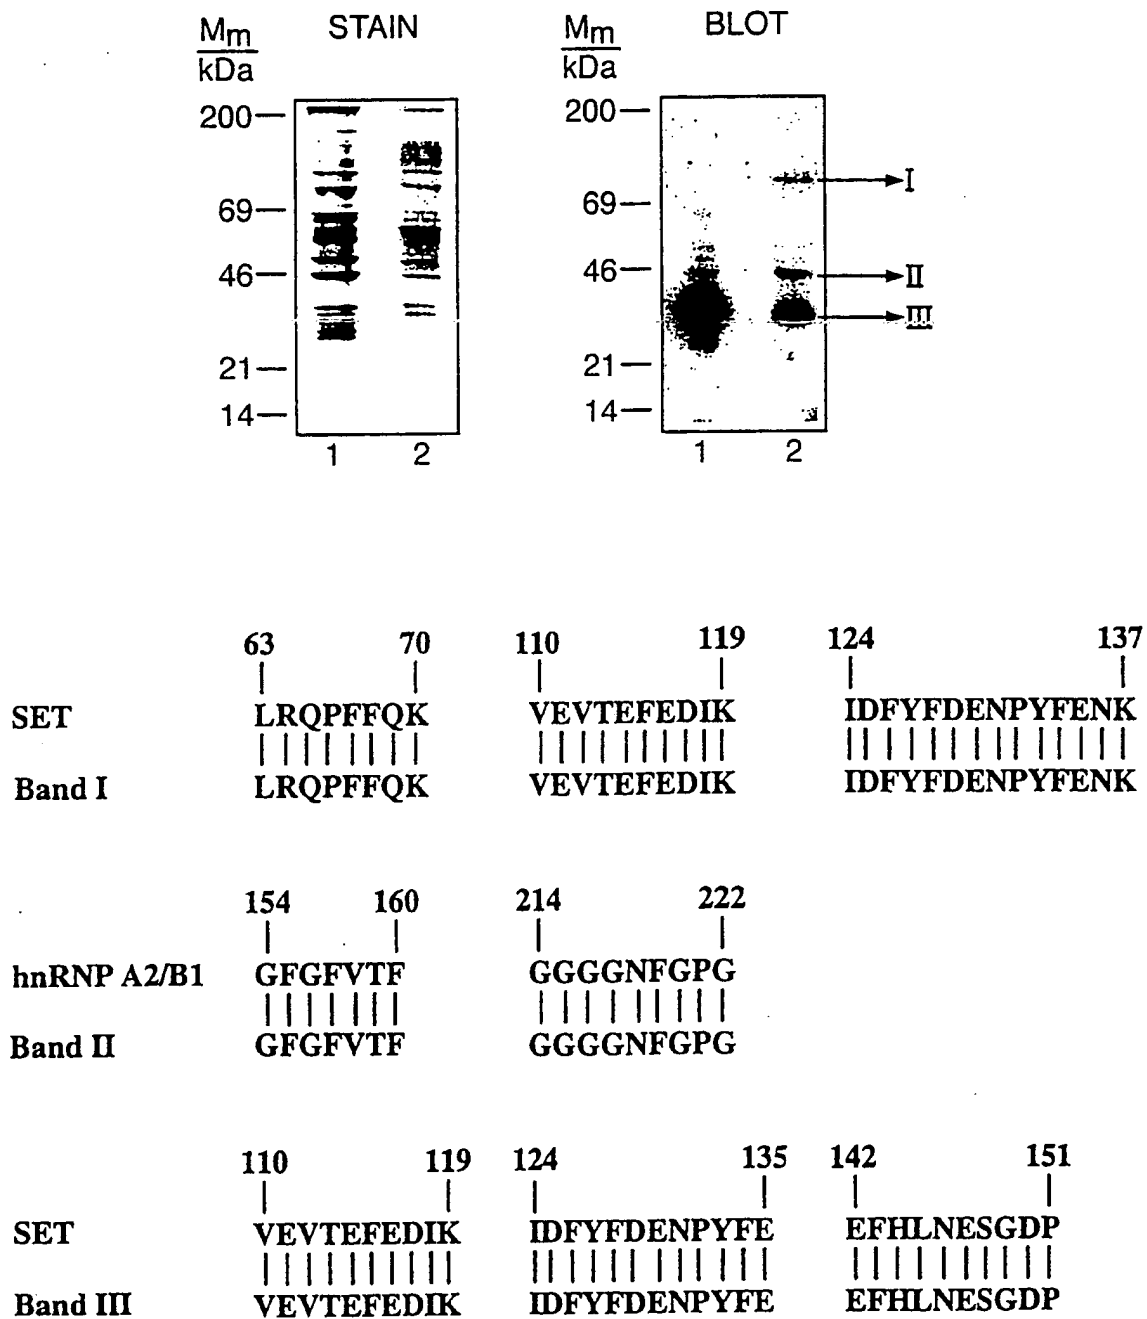 Mm STAIN Mm BLOT
kDa kDa
200 200
I
69 69
46 46 II
III
21 21
14 14
1 2 1 2
63 70 110 119 124 137
SET LRQPFFQK VEVTEFEDIK IDFYFDENPYFENK
Band I LRQPFFQK VEVTEFEDIK IDFYFDENPYFENK
154 160 214 222
hnRNP A2/B1 GFGFVTF GGGGNFGPG
Band II GFGFVTF GGGGNFGPG
110 119 124 135 142 151
SET VEVTEFEDIK IDFYFDENPYFE EFHLNESGDP
Band III VEVTEFEDIK IDFYFDENPYFE EFHLNESGDP